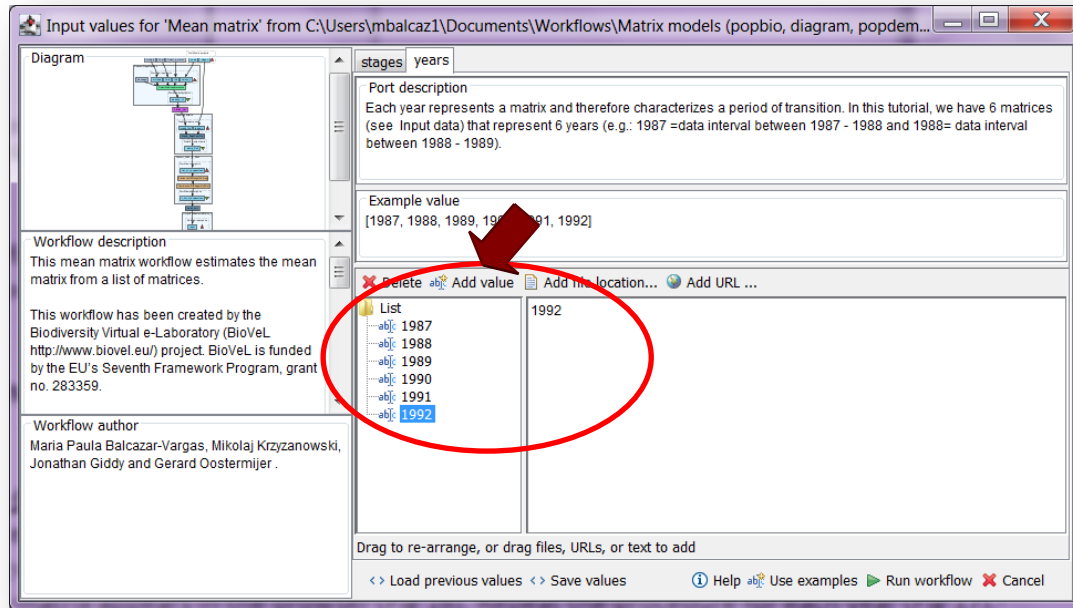 Input values for 'Mean matrix' from C:\Users\mbalcaz1\Documents\Workflows\Matrix models (popbio, diagram, popdem...
Diagram
stages years
Port description
Each year represents a matrix and therefore characterizes a period of transition. In this tutorial, we have 6 matrices
(see Input data) that represent 6 years (e.g.: 1987 =data interval between 1987 - 1988 and 1988= data interval
between 1988 - 1989).
Example value
[1987, 1988, 1989, 1991, 1992]
Workflow description
This mean matrix workflow estimates the mean
matrix from a list of matrices.
This workflow has been created by the
Biodiversity Virtual e-Laboratory (BioVeL
http://www.biovel.eu/) project. BioVeL is funded
by the EU's Seventh Framework Program, grant
no. 283359.
Workflow author
Maria Paula Balcazar-Vargas, Mikolaj Krzyzanowski,
Jonathan Giddy and Gerard Oostermijer .
Delete Add value Add file location... Add URL ...
List
1987
1988
1989
1990
1991
1992
1992
Drag to re-arrange, or drag files, URLs, or text to add
Load previous values Save values Help Use examples Run workflow Cancel